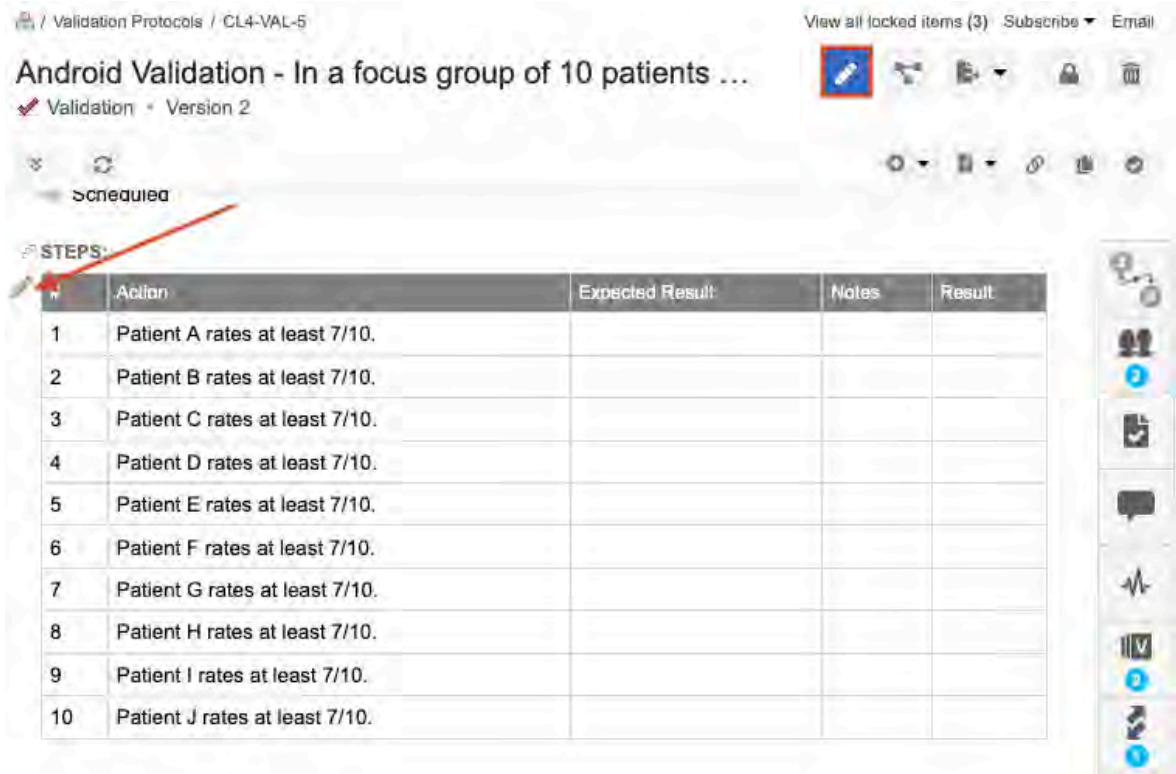 / Validation Protocols / CL4-VAL-5
View all locked items (3) Subscribe Email
Android Validation - In a focus group of 10 patients ...
Validation • Version 2
Scheduled
STEPS:
# Action Expected Result Notes Result
1 Patient A rates at least 7/10.
2 Patient B rates at least 7/10.
3 Patient C rates at least 7/10.
4 Patient D rates at least 7/10.
5 Patient E rates at least 7/10.
6 Patient F rates at least 7/10.
7 Patient G rates at least 7/10.
8 Patient H rates at least 7/10.
9 Patient I rates at least 7/10.
10 Patient J rates at least 7/10.
V